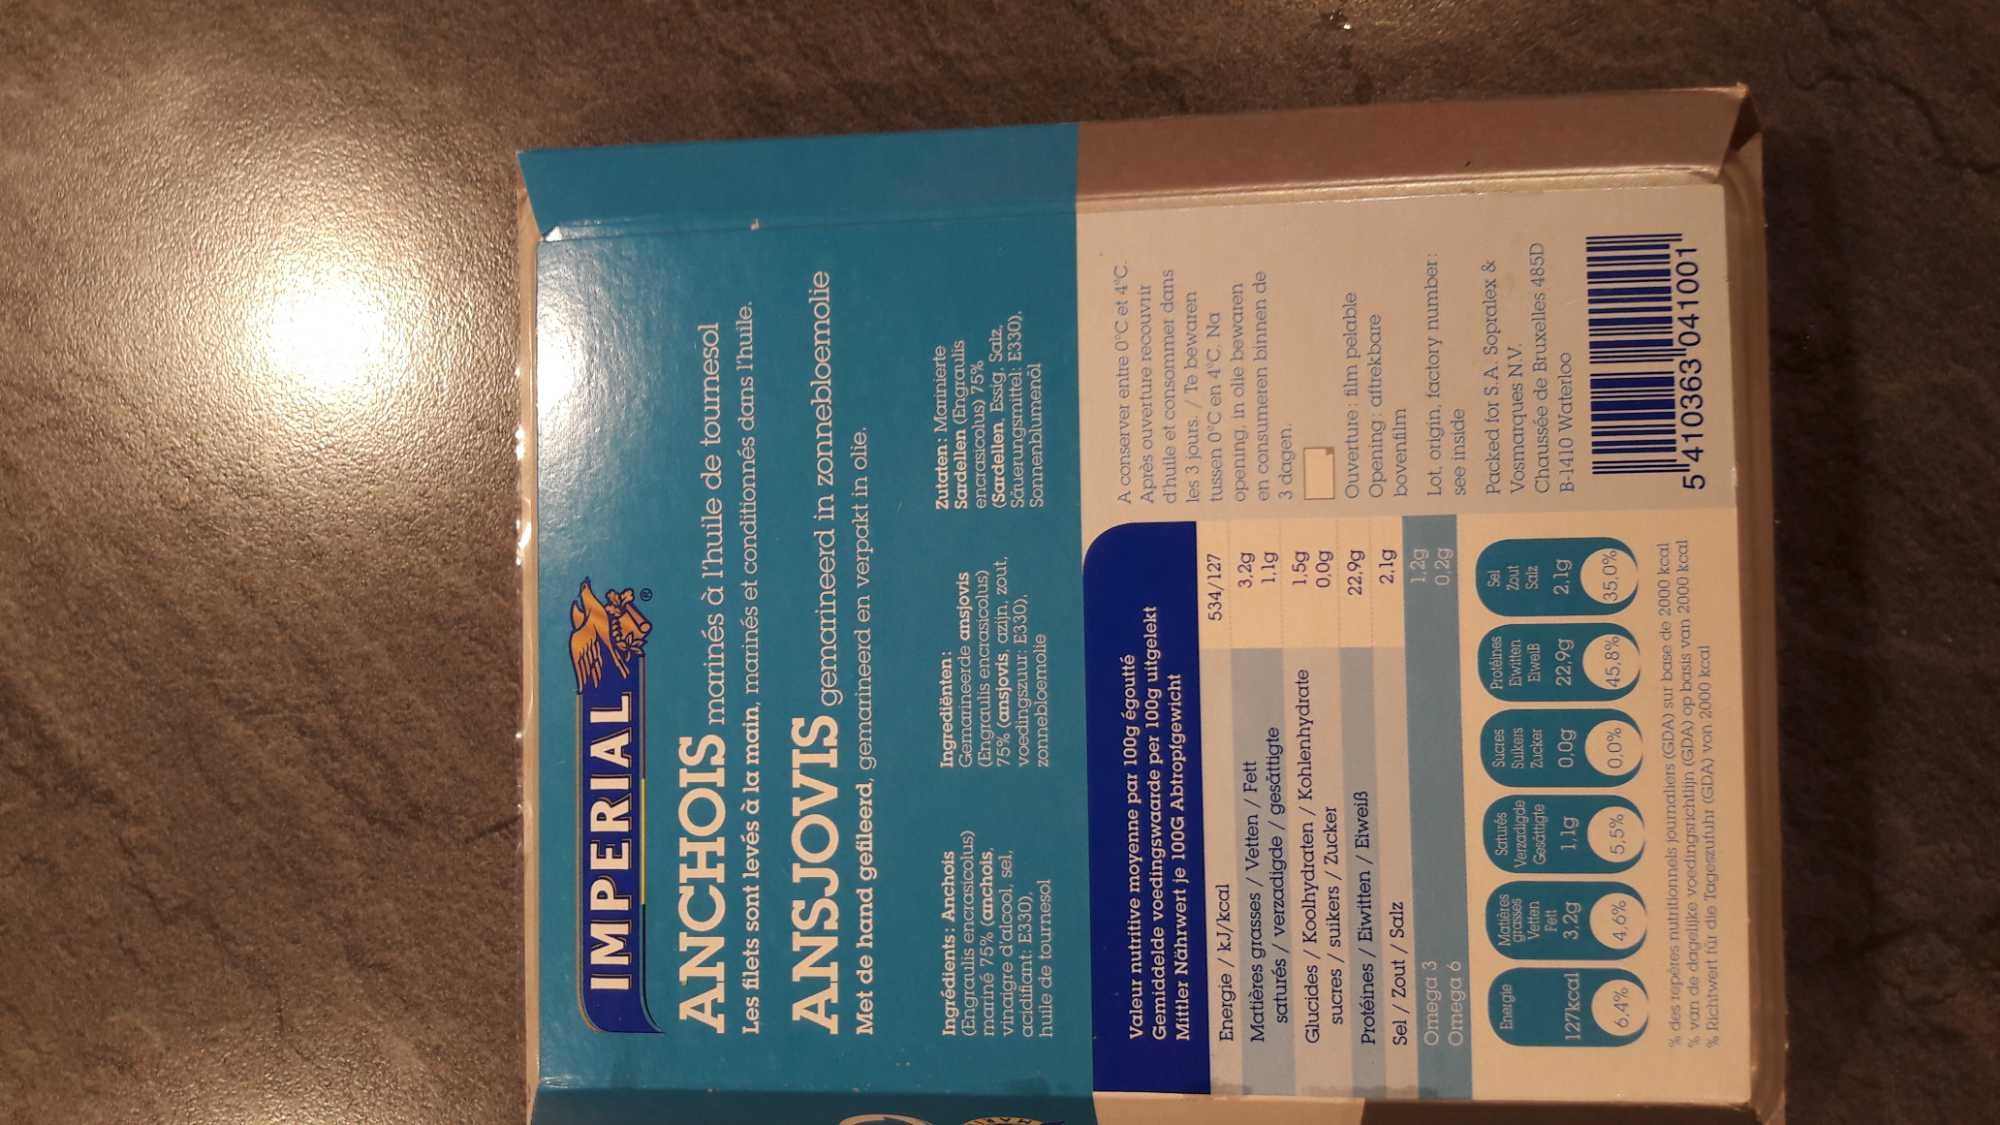 IMPERIAL
®
ANCHOIS marinés à l'huile de tournesol
Les filets sont levés à la main, marinés et conditionnés dans l'huile.
ANSJOVIS gemarineerd in zonnebloemolie
Met de hand gefileerd, gemarineerd en verpakt in olie.
Ingrédients : Anchois
(Engraulis encrasicolus)
mariné 75% (anchois,
vinaigre d'alcool, sel,
acidifiant: E330),
huile de tournesol
Ingrediënten :
Gemarineerde ansjovis
(Engraulis encrasicolus)
75% (ansjovis, azijn, zout,
voedingszuur: E330),
zonnebloemolie
Zutaten : Marinierte
Sardellen (Engraulis
encrasicolus) 75%
(Sardellen, Essig, Salz,
Säuerungsmittel: E330),
Sonnenblumenöl
Valeur nutritive moyenne par 100g égoutté
Gemiddelde voedingswaarde per 100g uitgelekt
Mittler Nährwert je 100G Abtropfgewicht
Energie / kJ/kcal 534/127
Matières grasses / Vetten / Fett 3,2g
saturés / verzadigde / gesättigte 1,1g
Glucides / Koolhydraten / Kohlenhydrate 1,5g
sucres / suikers / Zucker 0,0g
Protéines / Eiwitten / Eiweiß 22,9g
Sel / Zout / Salz 2,1g
Omega 3 1,2g
Omega 6 0,2g
Energie
127kcal
6,4%
Matières
grasses
Vetten
Fett
3,2g
4,6%
Saturés
Verzadigde
Gesättigte
1,1g
5,5%
Sucres
Suikers
Zucker
0,0g
0,0%
Protéines
Eiwitten
Eiweiß
22,9g
45,8%
Sel
Zout
Salz
2,1g
35,0%
% des repères nutritionnels journaliers (GDA) sur base de 2000 kcal
% van de dagelijke voedingsrichtlijn (GDA) op basis van 2000 kcal
% Richtwert für die Tageszufuhr (GDA) von 2000 kcal
A conserver entre 0°C et 4°C.
Après ouverture recouvrir
d'huile et consommer dans
les 3 jours. / Te bewaren
tussen 0°C en 4°C. Na
opening, in olie bewaren
en consumeren binnen de
3 dagen.
Ouverture : film pelable
Opening : aftrekbare
bovenfilm
Lot, origin, factory number :
see inside
Packed for S.A. Sopralex &
Vosmarques N.V.
Chaussée de Bruxelles 485D
B-1410 Waterloo
5 410363 041001